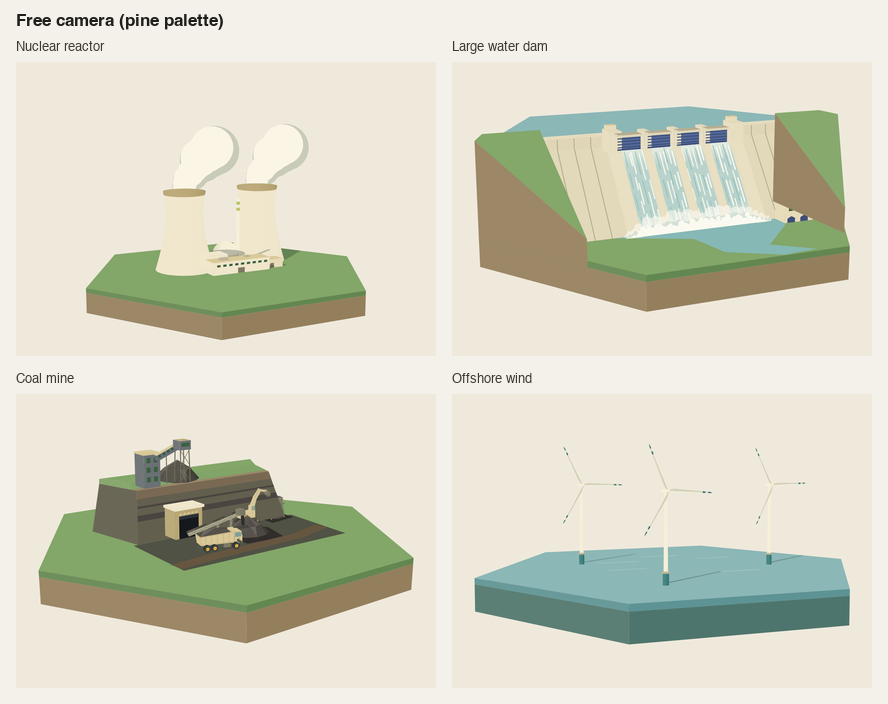 Free camera (pine palette)
Nuclear reactor
Large water dam
Coal mine
Offshore wind